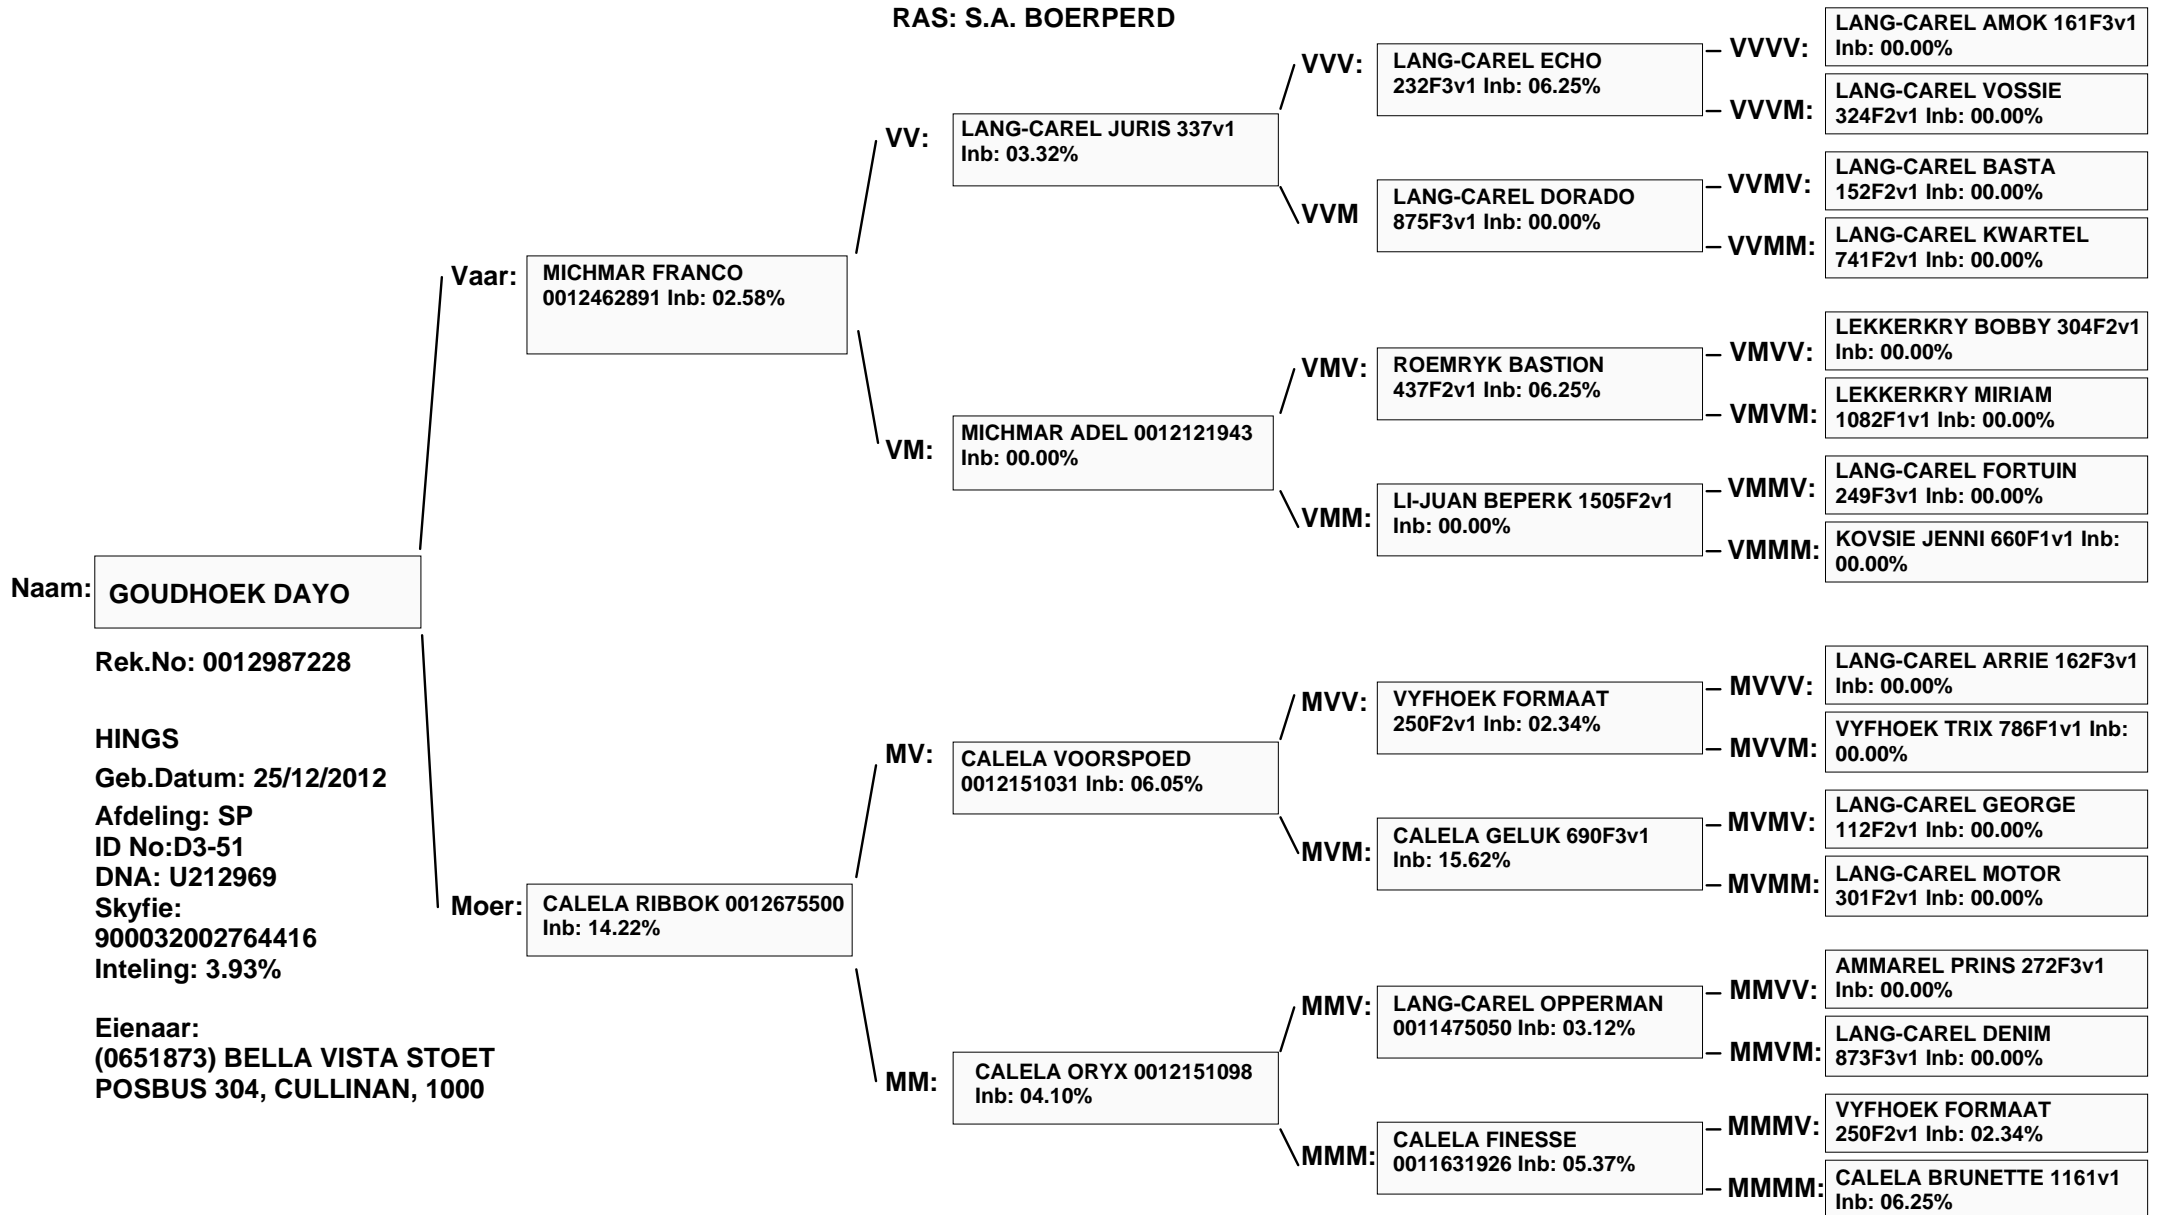 RAS: S.A. BOERPERD
Naam:
GOUDHOEK DAYO
Rek.No: 0012987228
HINGS
Geb.Datum: 25/12/2012
Afdeling: SP
ID No:D3-51
DNA: U212969
Skyfie:
900032002764416
Inteling: 3.93%
Eienaar:
(0651873) BELLA VISTA STOET
POSBUS 304, CULLINAN, 1000
Vaar:
MICHMAR FRANCO
0012462891 Inb: 02.58%
Moer:
CALELA RIBBOK 0012675500
Inb: 14.22%
VV:
LANG-CAREL JURIS 337v1
Inb: 03.32%
VM:
MICHMAR ADEL 0012121943
Inb: 00.00%
MV:
CALELA VOORSPOED
0012151031 Inb: 06.05%
MM:
CALELA ORYX 0012151098
Inb: 04.10%
VVV:
LANG-CAREL ECHO
232F3v1 Inb: 06.25%
VVM
LANG-CAREL DORADO
875F3v1 Inb: 00.00%
VMV:
ROEMRYK BASTION
437F2v1 Inb: 06.25%
VMM:
LI-JUAN BEPERK 1505F2v1
Inb: 00.00%
MVV:
VYFHOEK FORMAAT
250F2v1 Inb: 02.34%
MVM:
CALELA GELUK 690F3v1
Inb: 15.62%
MMV:
LANG-CAREL OPPERMAN
0011475050 Inb: 03.12%
MMM:
CALELA FINESSE
0011631926 Inb: 05.37%
VVVV:
LANG-CAREL AMOK 161F3v1
Inb: 00.00%
VVVM:
LANG-CAREL VOSSIE
324F2v1 Inb: 00.00%
VVMV:
LANG-CAREL BASTA
152F2v1 Inb: 00.00%
VVMM:
LANG-CAREL KWARTEL
741F2v1 Inb: 00.00%
VMVV:
LEKKERKRY BOBBY 304F2v1
Inb: 00.00%
VMVM:
LEKKERKRY MIRIAM
1082F1v1 Inb: 00.00%
VMMV:
LANG-CAREL FORTUIN
249F3v1 Inb: 00.00%
VMMM:
KOVSIE JENNI 660F1v1 Inb:
00.00%
MVVV:
LANG-CAREL ARRIE 162F3v1
Inb: 00.00%
MVVM:
VYFHOEK TRIX 786F1v1 Inb:
00.00%
MVMV:
LANG-CAREL GEORGE
112F2v1 Inb: 00.00%
MVMM:
LANG-CAREL MOTOR
301F2v1 Inb: 00.00%
MMVV:
AMMAREL PRINS 272F3v1
Inb: 00.00%
MMVM:
LANG-CAREL DENIM
873F3v1 Inb: 00.00%
MMMV:
VYFHOEK FORMAAT
250F2v1 Inb: 02.34%
MMMM:
CALELA BRUNETTE 1161v1
Inb: 06.25%